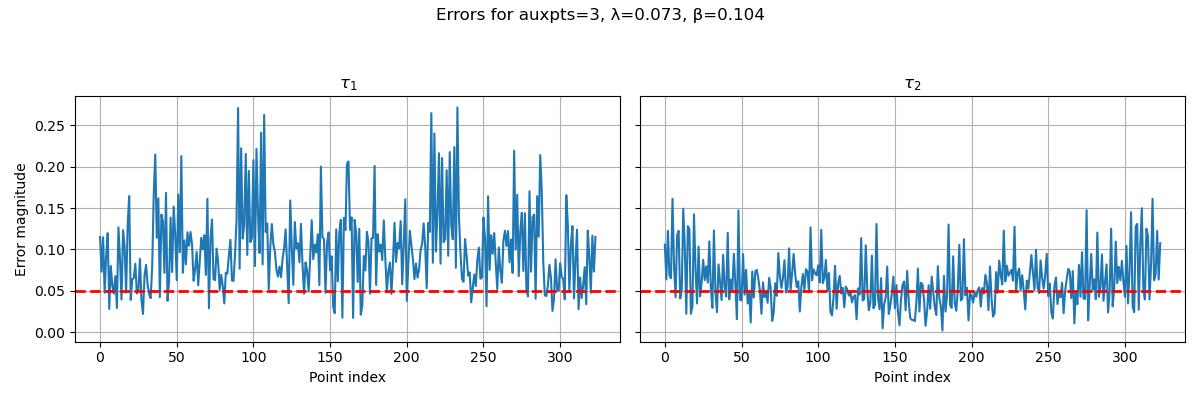 Errors for auxpts=3, λ=0.073, β=0.104
τ₁
τ₂
Error magnitude
0.25
0.20
0.15
0.10
0.05
0.00
0 50 100 150 200 250 300
0 50 100 150 200 250 300
Point index
Point index